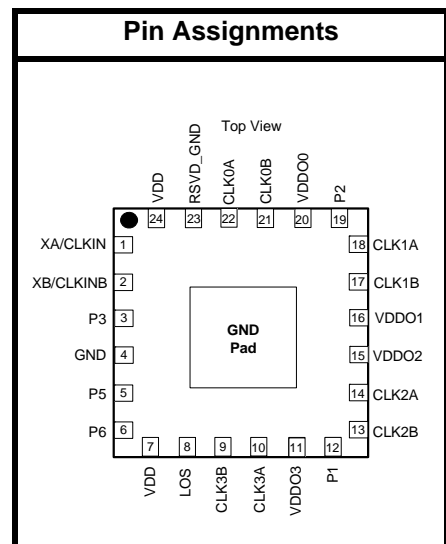 Pin Assignments
Top View
VDD
RSVD_GND
CLK0A
CLK0B
VDDO0
P2
24
23
22
21
20
19
XA/CLKIN 1
XB/CLKINB 2
P3 3
GND 4
P5 5
P6 6
GND
Pad
18 CLK1A
17 CLK1B
16 VDDO1
15 VDDO2
14 CLK2A
13 CLK2B
7
8
9
10
11
12
VDD
LOS
CLK3B
CLK3A
VDDO3
P1